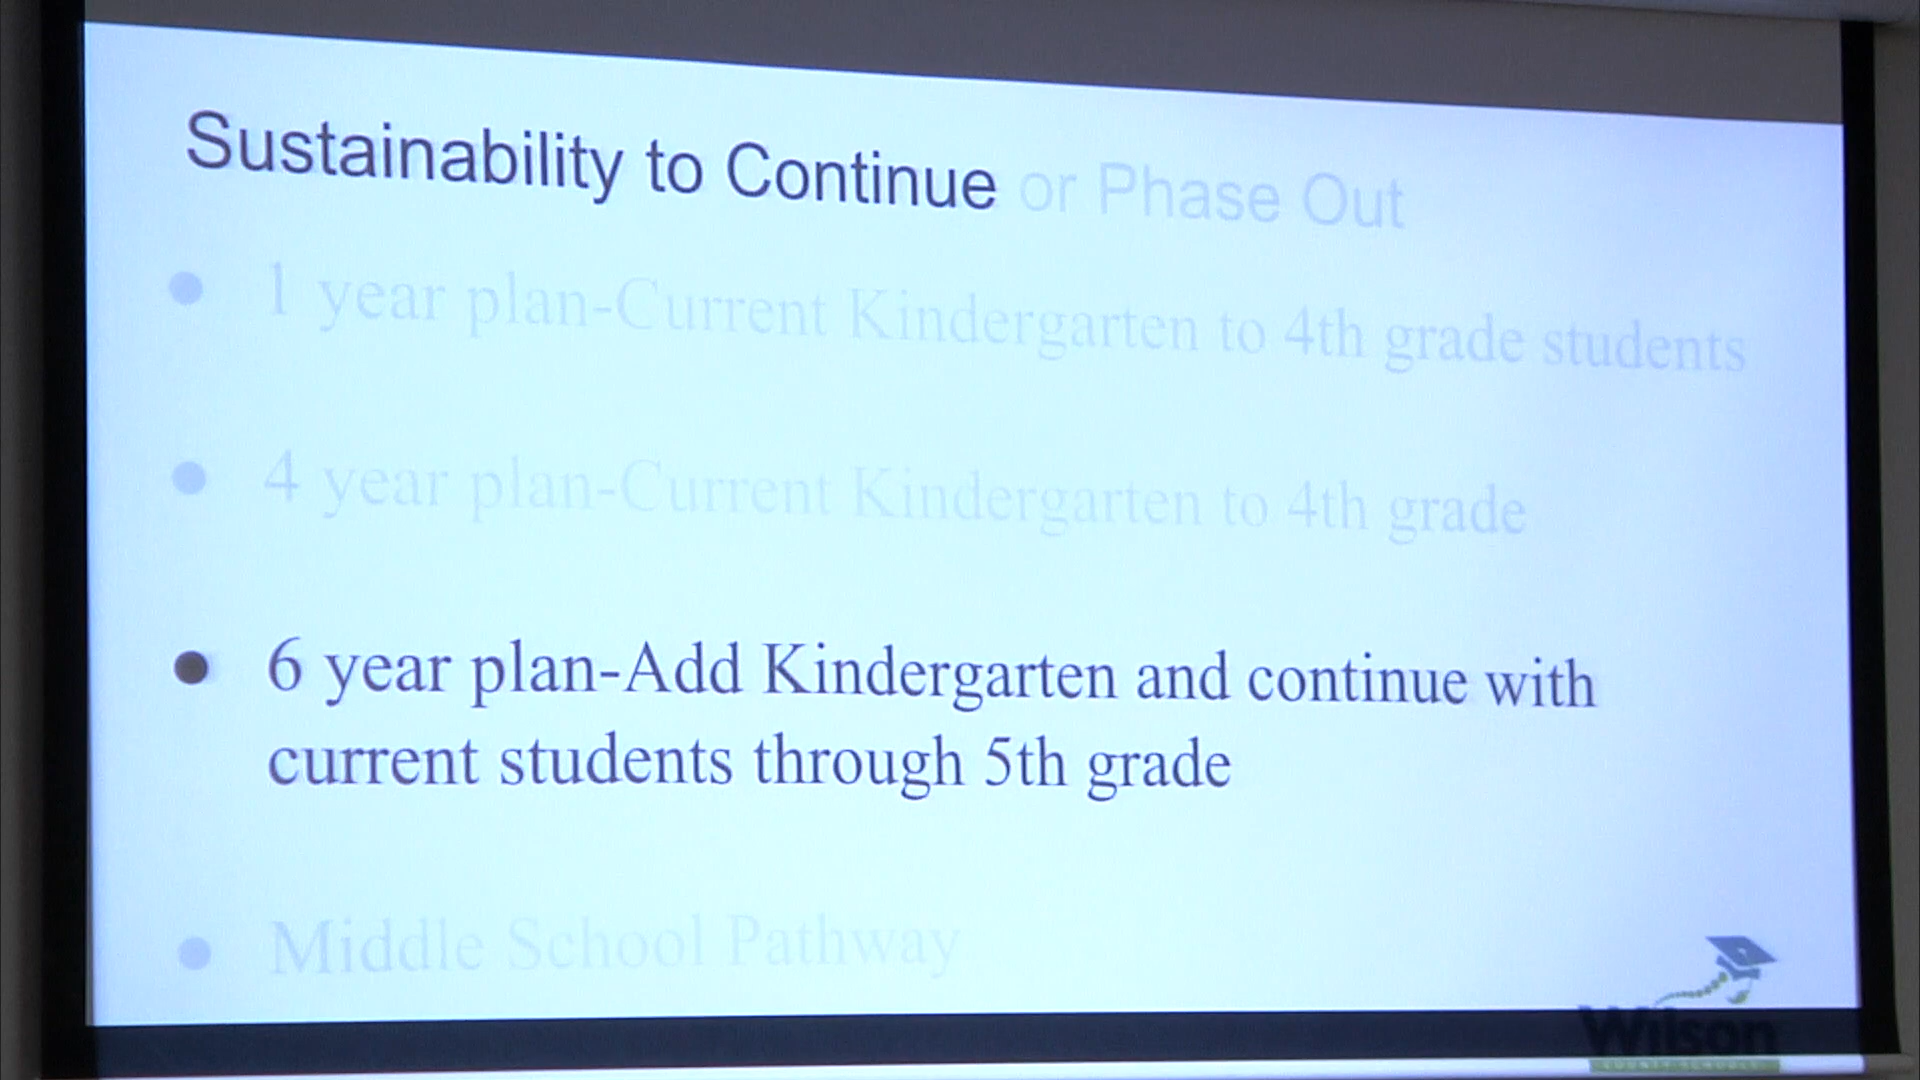 Sustainability to Continue or Phase Out
● 1 year plan-Current Kindergarten to 4th grade students
● 4 year plan-Current Kindergarten to 4th grade
● 6 year plan-Add Kindergarten and continue with
current students through 5th grade
● Middle School Pathway
Wilson
COUNTY SCHOOLS